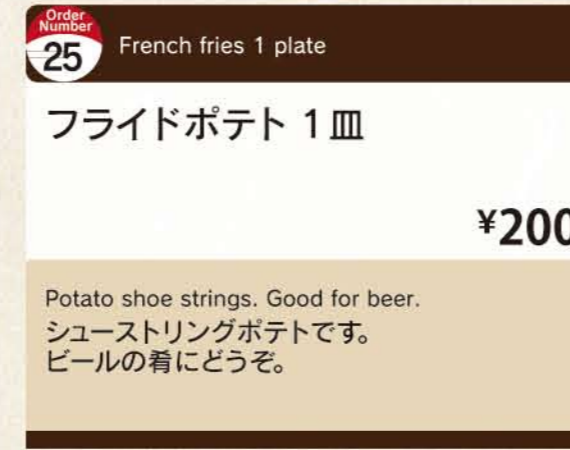 Order
Number
25
French fries 1 plate
フライドポテト 1皿
¥200
Potato shoe strings. Good for beer.
シューストリングポテトです。
ビールの肴にどうぞ。